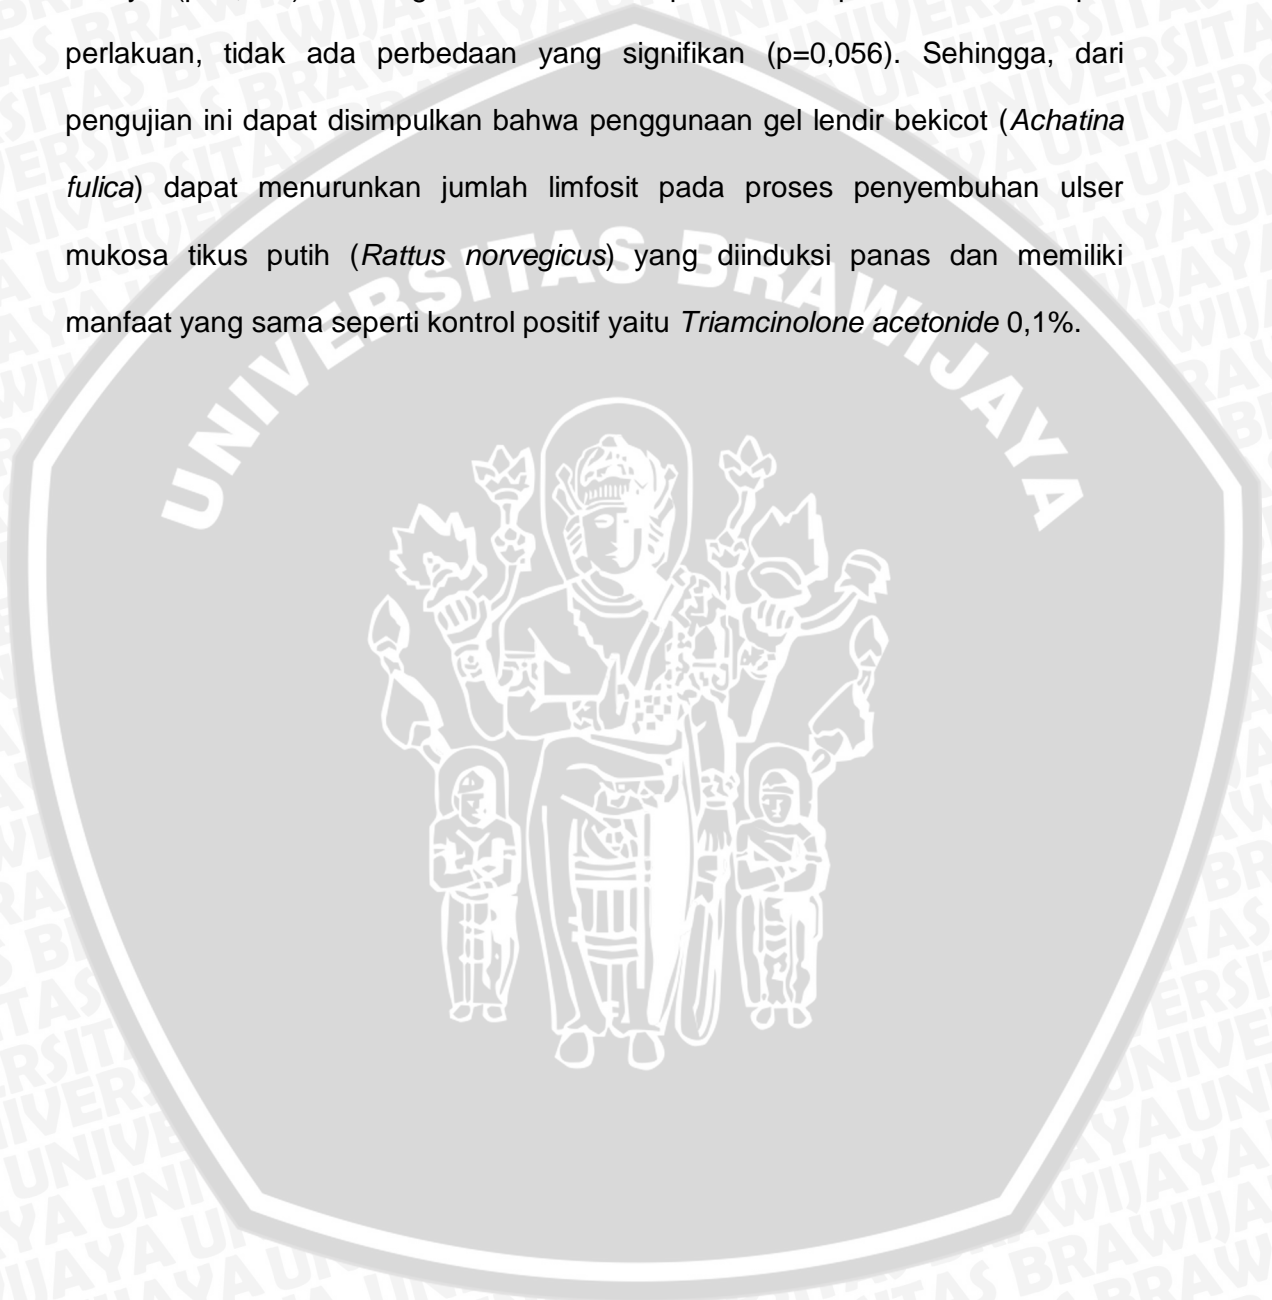 perlakuan, tidak ada perbedaan yang signifikan (p=0,056). Sehingga, dari
pengujian ini dapat disimpulkan bahwa penggunaan gel lendir bekicot (Achatina
fulica) dapat menurunkan jumlah limfosit pada proses penyembuhan ulser
mukosa tikus putih (Rattus norvegicus) yang diinduksi panas dan memiliki
manfaat yang sama seperti kontrol positif yaitu Triamcinolone acetonide 0,1%.
UNIVERSITAS BRAWIJAYA